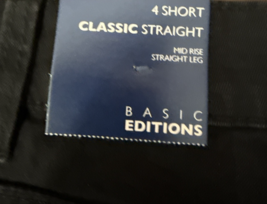 4 SHORT
CLASSIC STRAIGHT
MID RISE
STRAIGHT LEG
BASIC
EDITIONS